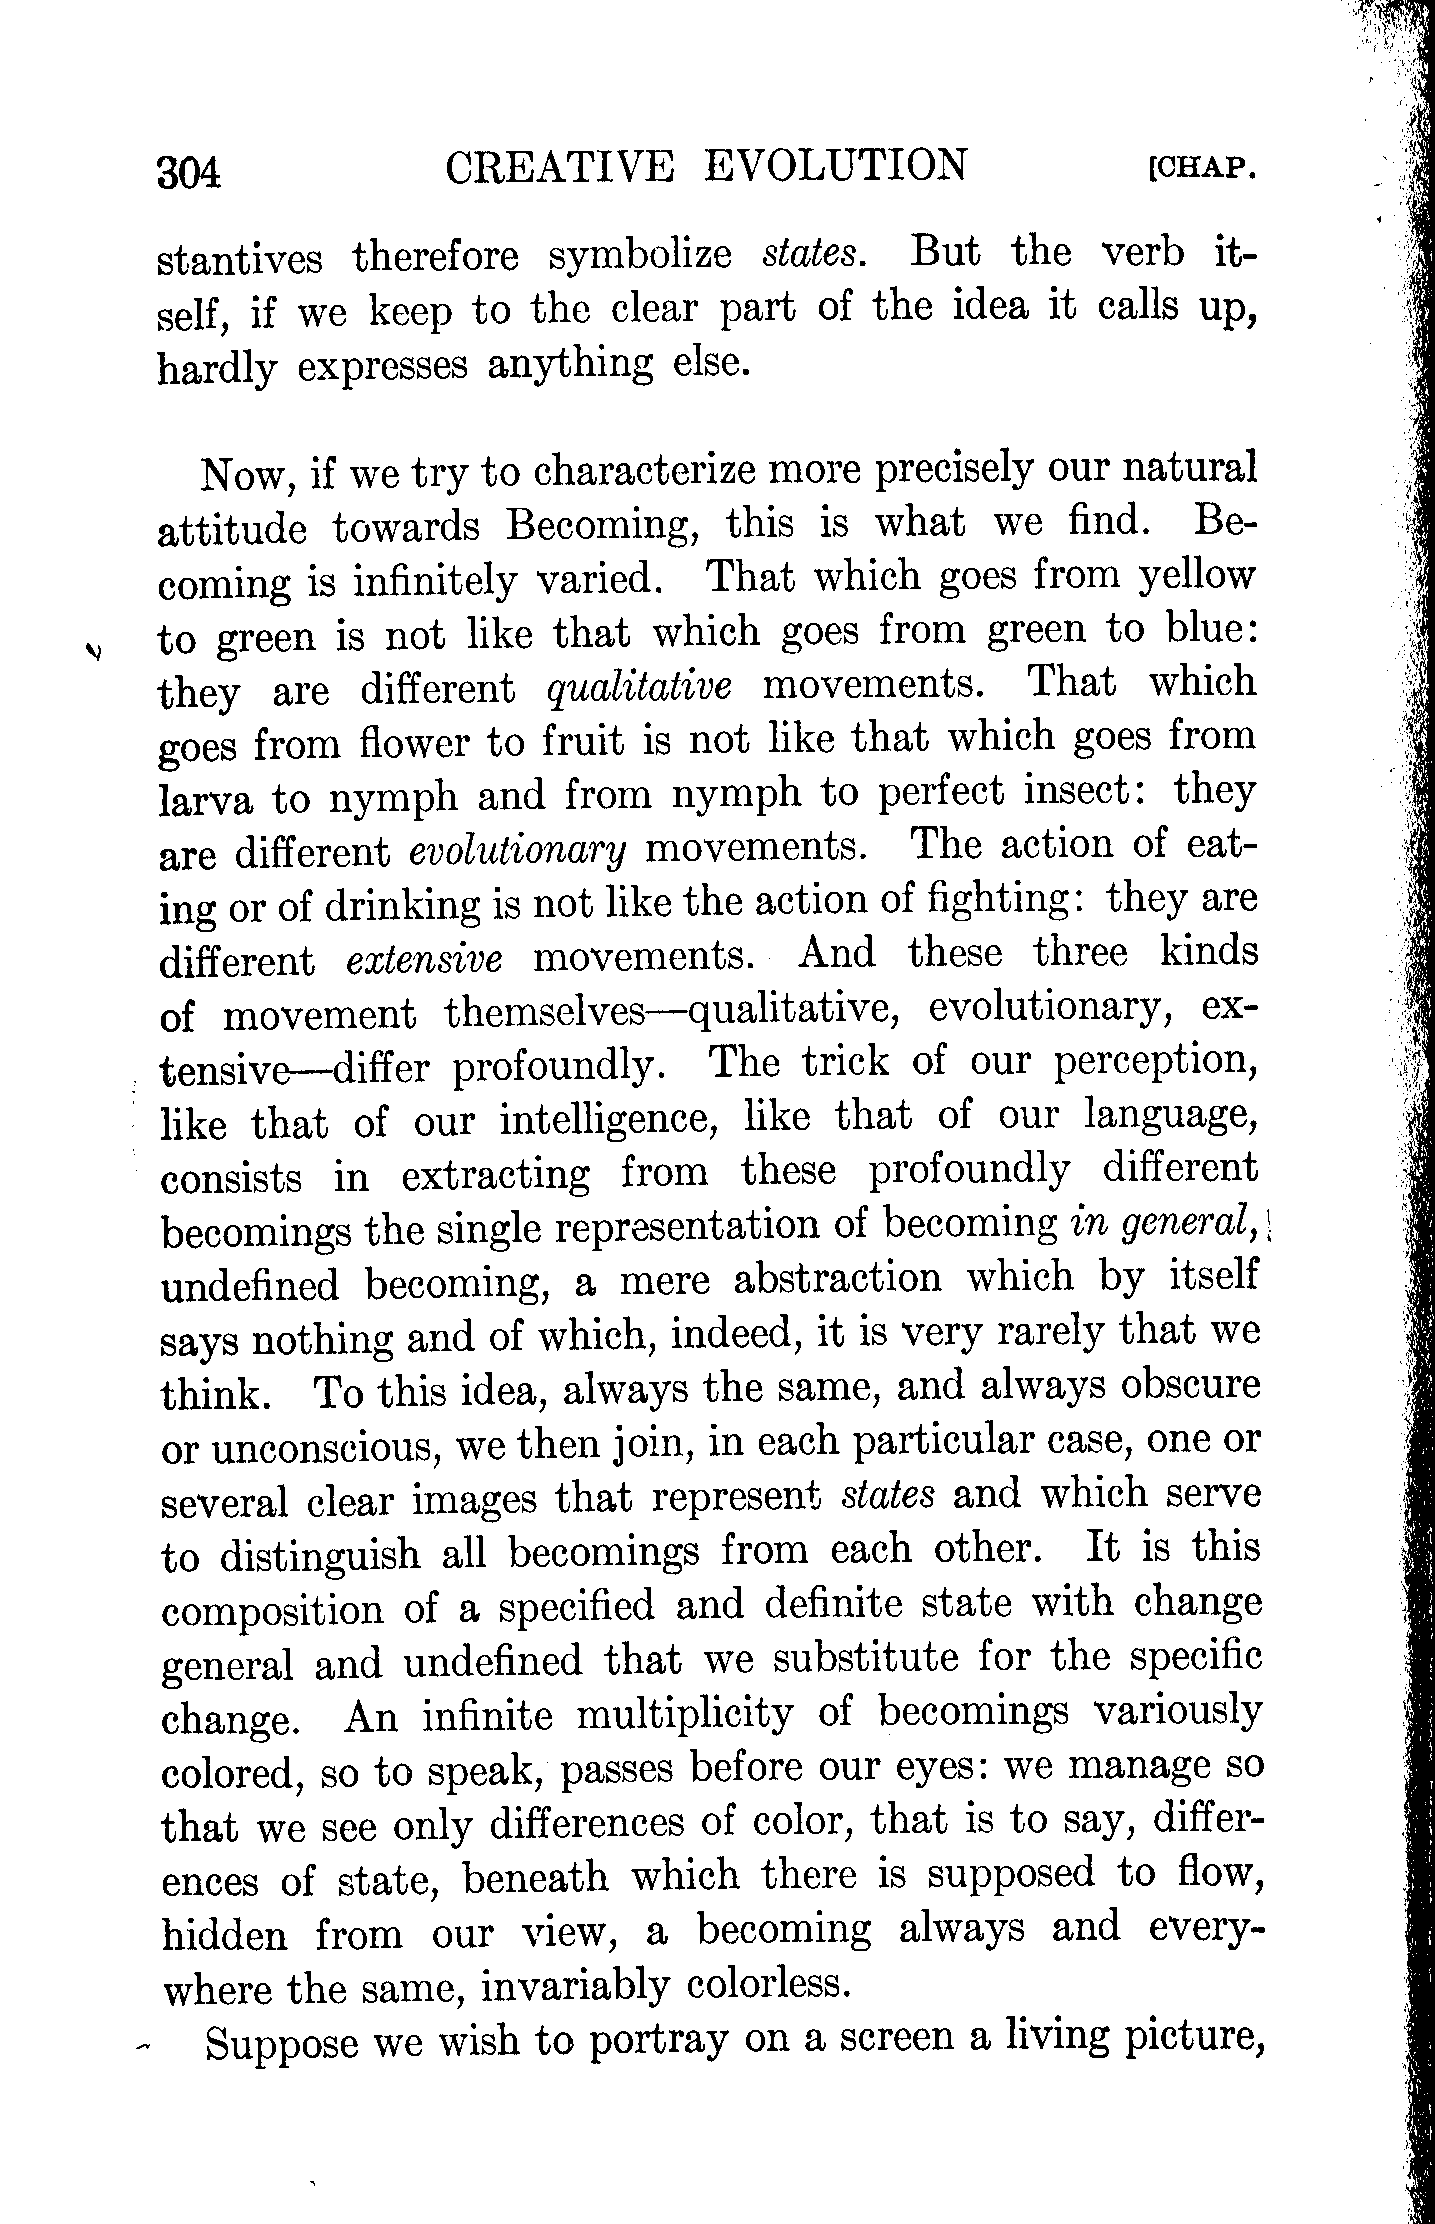 304 CREATIVE EVOLUTION [CHAP.
stantives therefore symbolize states. But the verb it-
self, if we keep to the clear part of the idea it calls up,
hardly expresses anything else.
Now, if we try to characterize more precisely our natural
attitude towards Becoming, this is what we find. Be-
coming is infinitely varied. That which goes from yellow
to green is not like that which goes from green to blue:
they are different qualitative movements. That which
goes from flower to fruit is not like that which goes from
larva to nymph and from nymph to perfect insect: they
are different evolutionary movements. The action of eat-
ing or of drinking is not like the action of fighting: they are
different extensive movements. And these three kinds
of movement themselves—qualitative, evolutionary, ex-
tensive—differ profoundly. The trick of our perception,
like that of our intelligence, like that of our language,
consists in extracting from these profoundly different
becomings the single representation of becoming in general,
undefined becoming, a mere abstraction which by itself
says nothing and of which, indeed, it is very rarely that we
think. To this idea, always the same, and always obscure
or unconscious, we then join, in each particular case, one or
several clear images that represent states and which serve
to distinguish all becomings from each other. It is this
composition of a specified and definite state with change
general and undefined that we substitute for the specific
change. An infinite multiplicity of becomings variously
colored, so to speak, passes before our eyes: we manage so
that we see only differences of color, that is to say, differ-
ences of state, beneath which there is supposed to flow,
hidden from our view, a becoming always and every-
where the same, invariably colorless.
Suppose we wish to portray on a screen a living picture,